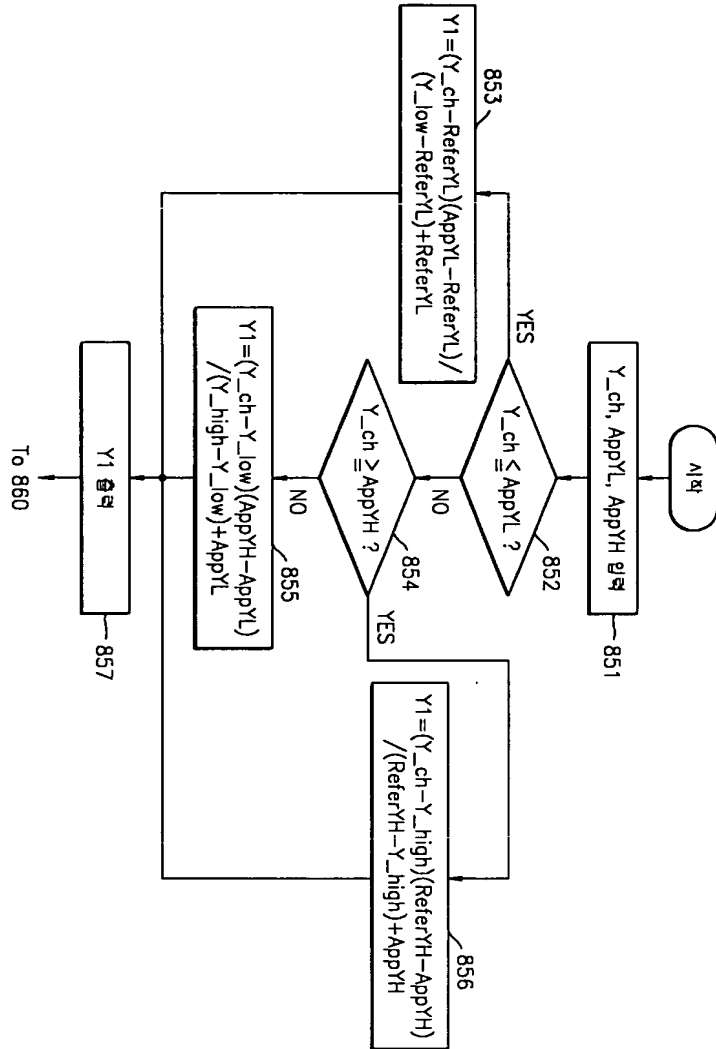 시작
Y_ch, AppYL, AppYH 입력
851
Y_ch ≦ AppYL ?
852
YES
NO
Y1=(Y_ch-ReferYL)(AppYL-ReferYL)/
(Y_low-ReferYL)+ReferYL
853
Y_ch ≧ AppYH ?
854
YES
NO
Y1=(Y_ch-Y_low)(AppYH-AppYL)
/(Y_high-Y_low)+AppYL
855
Y1=(Y_ch-Y_high)(ReferYH-AppYH)
/(ReferYH-Y_high)+AppYH
856
Y1 출력
857
To 860